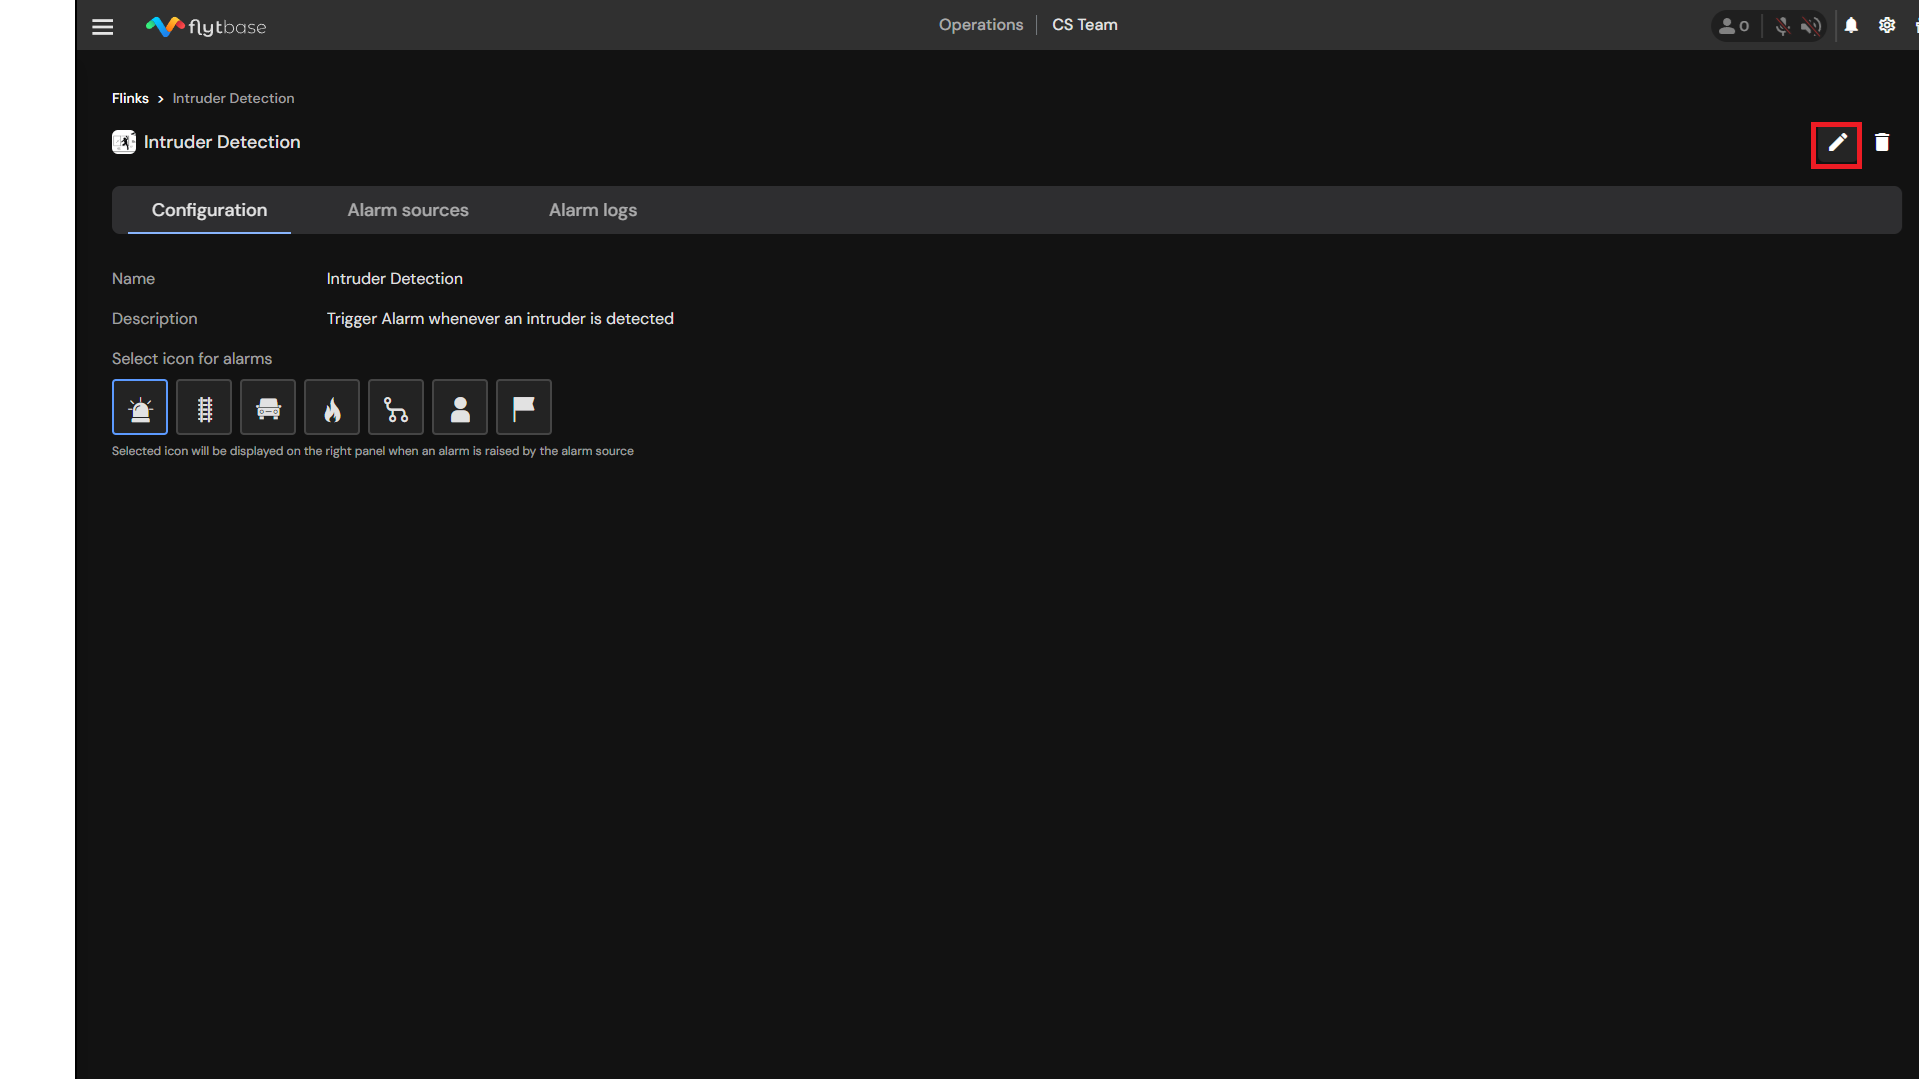 flytbase
Operations | CS Team
0
Flinks > Intruder Detection
Intruder Detection
Configuration Alarm sources Alarm logs
Name Intruder Detection
Description Trigger Alarm whenever an intruder is detected
Select icon for alarms
Selected icon will be displayed on the right panel when an alarm is raised by the alarm source